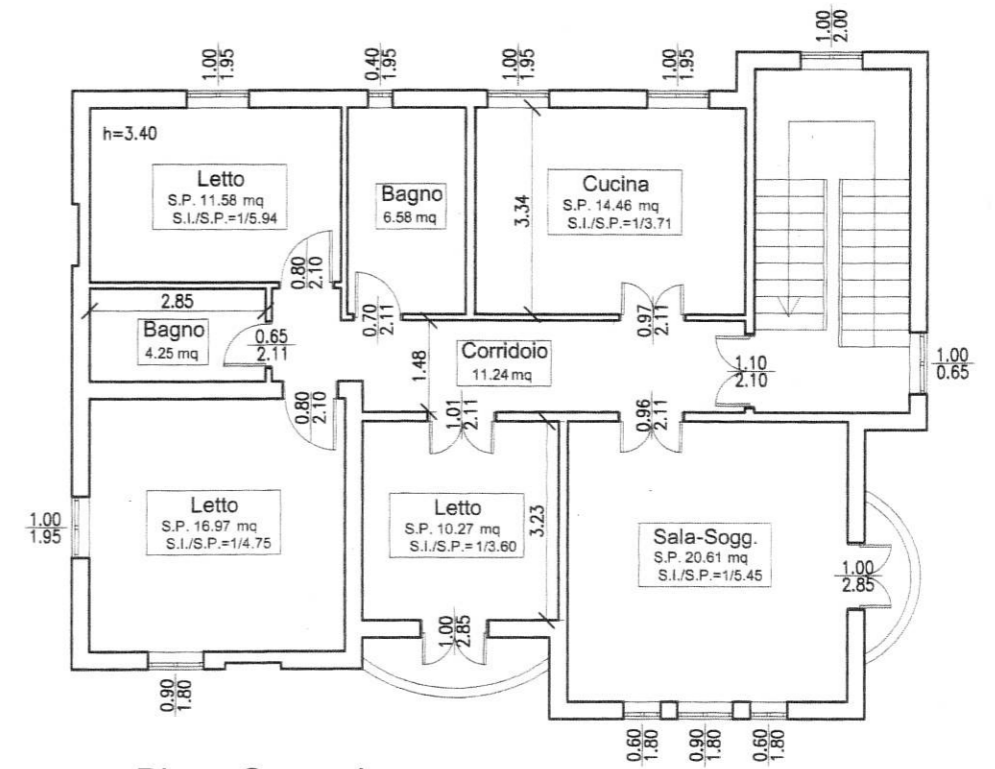 1.00
2.00
1.00
1.95
0.40
1.95
1.00
1.95
1.00
1.95
h=3.40
Letto
S.P. 11.58 mq
S.I./S.P.=1/5.94
Bagno
6.58 mq
3.34
Cucina
S.P. 14.46 mq
S.I./S.P.=1/3.71
0.80
2.10
2.85
Bagno
4.25 mq
0.65
2.11
0.70
2.11
1.48
Corridoio
11.24 mq
0.97
2.11
1.10
2.10
1.00
0.65
0.80
2.10
1.01
2.11
0.96
2.11
1.00
1.95
Letto
S.P. 16.97 mq
S.I./S.P.=1/4.75
Letto
S.P. 10.27 mq
S.I./S.P.= 1/3.60
3.23
Sala-Sogg.
S.P. 20.61 mq
S.I./S.P.=1/5.45
1.00
2.85
1.00
2.85
0.90
1.80
0.60
1.80
0.90
1.80
0.60
1.80